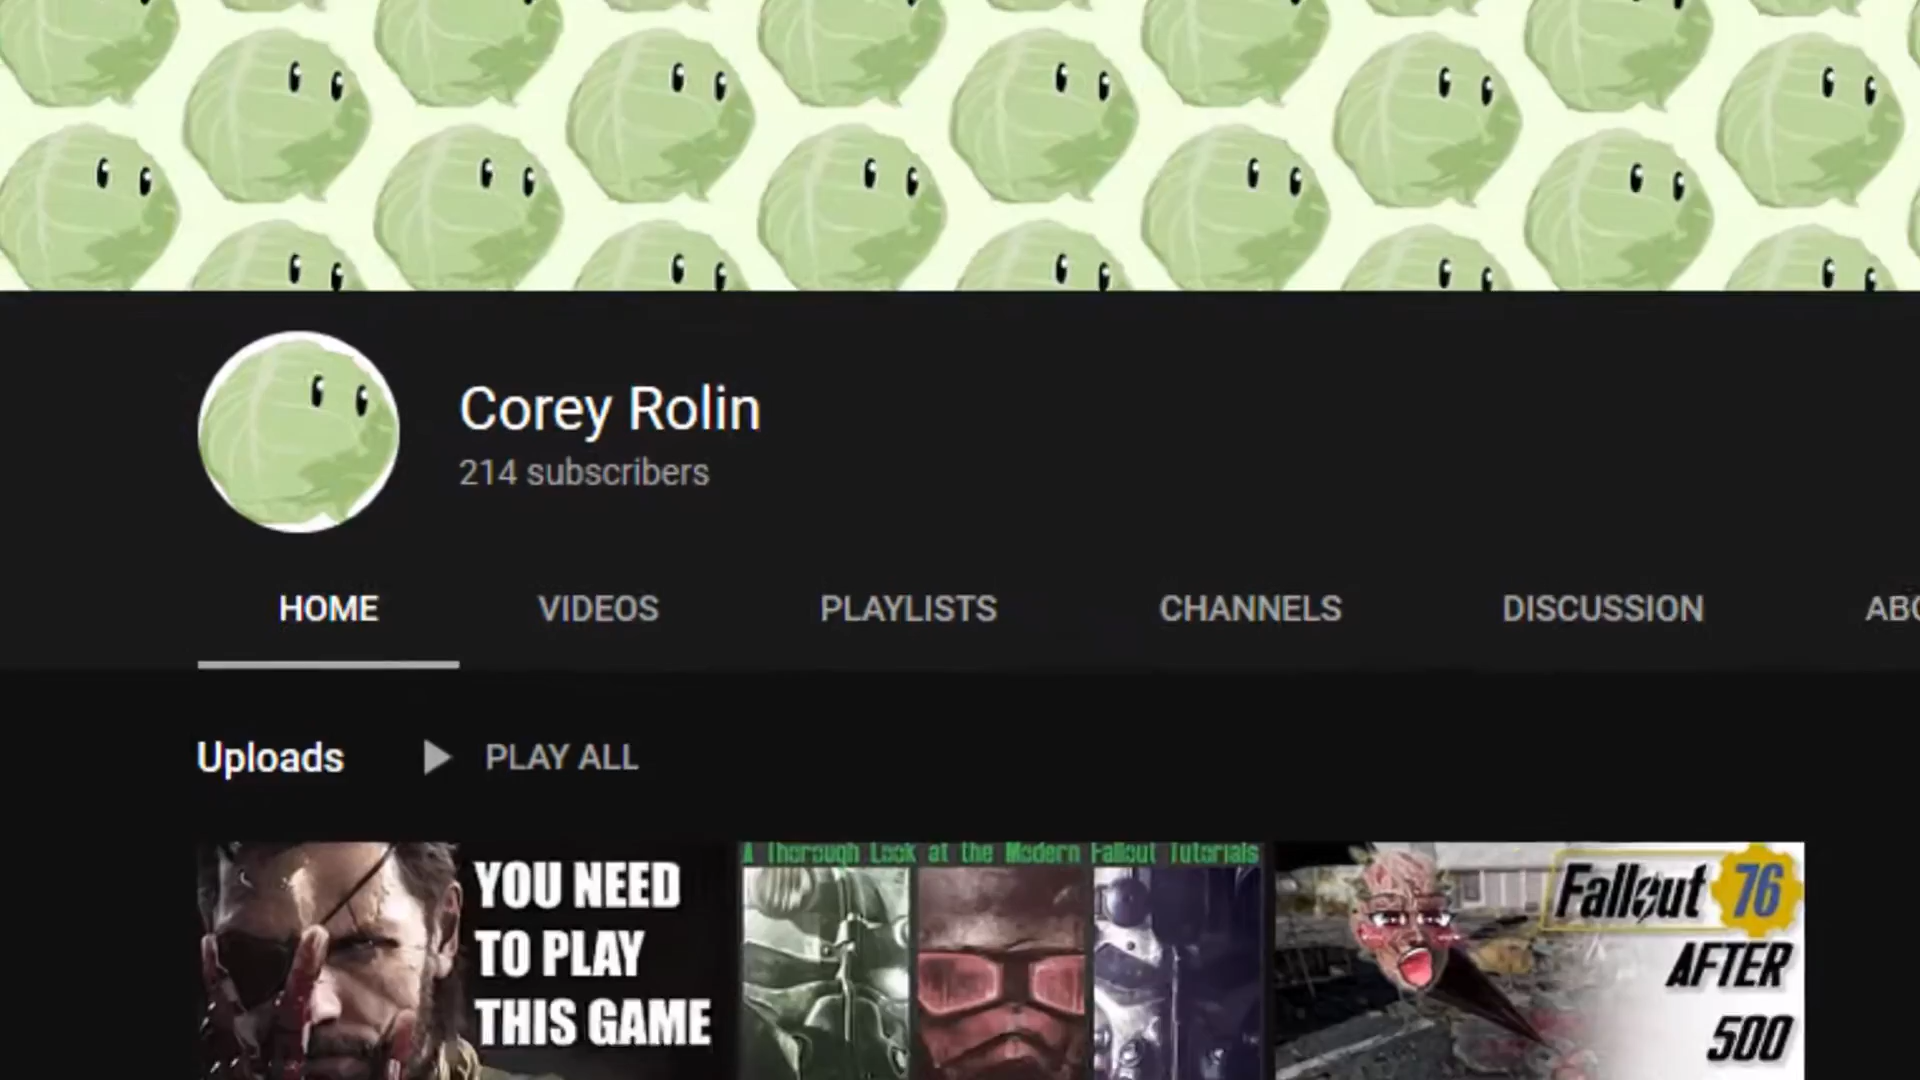 Corey Rolin
214 subscribers
HOME VIDEOS PLAYLISTS CHANNELS DISCUSSION
Uploads PLAY ALL
YOU NEED
TO PLAY
THIS GAME
A Thorough Look at the Modern Fallout Tutorials
Fallout 76
AFTER
500